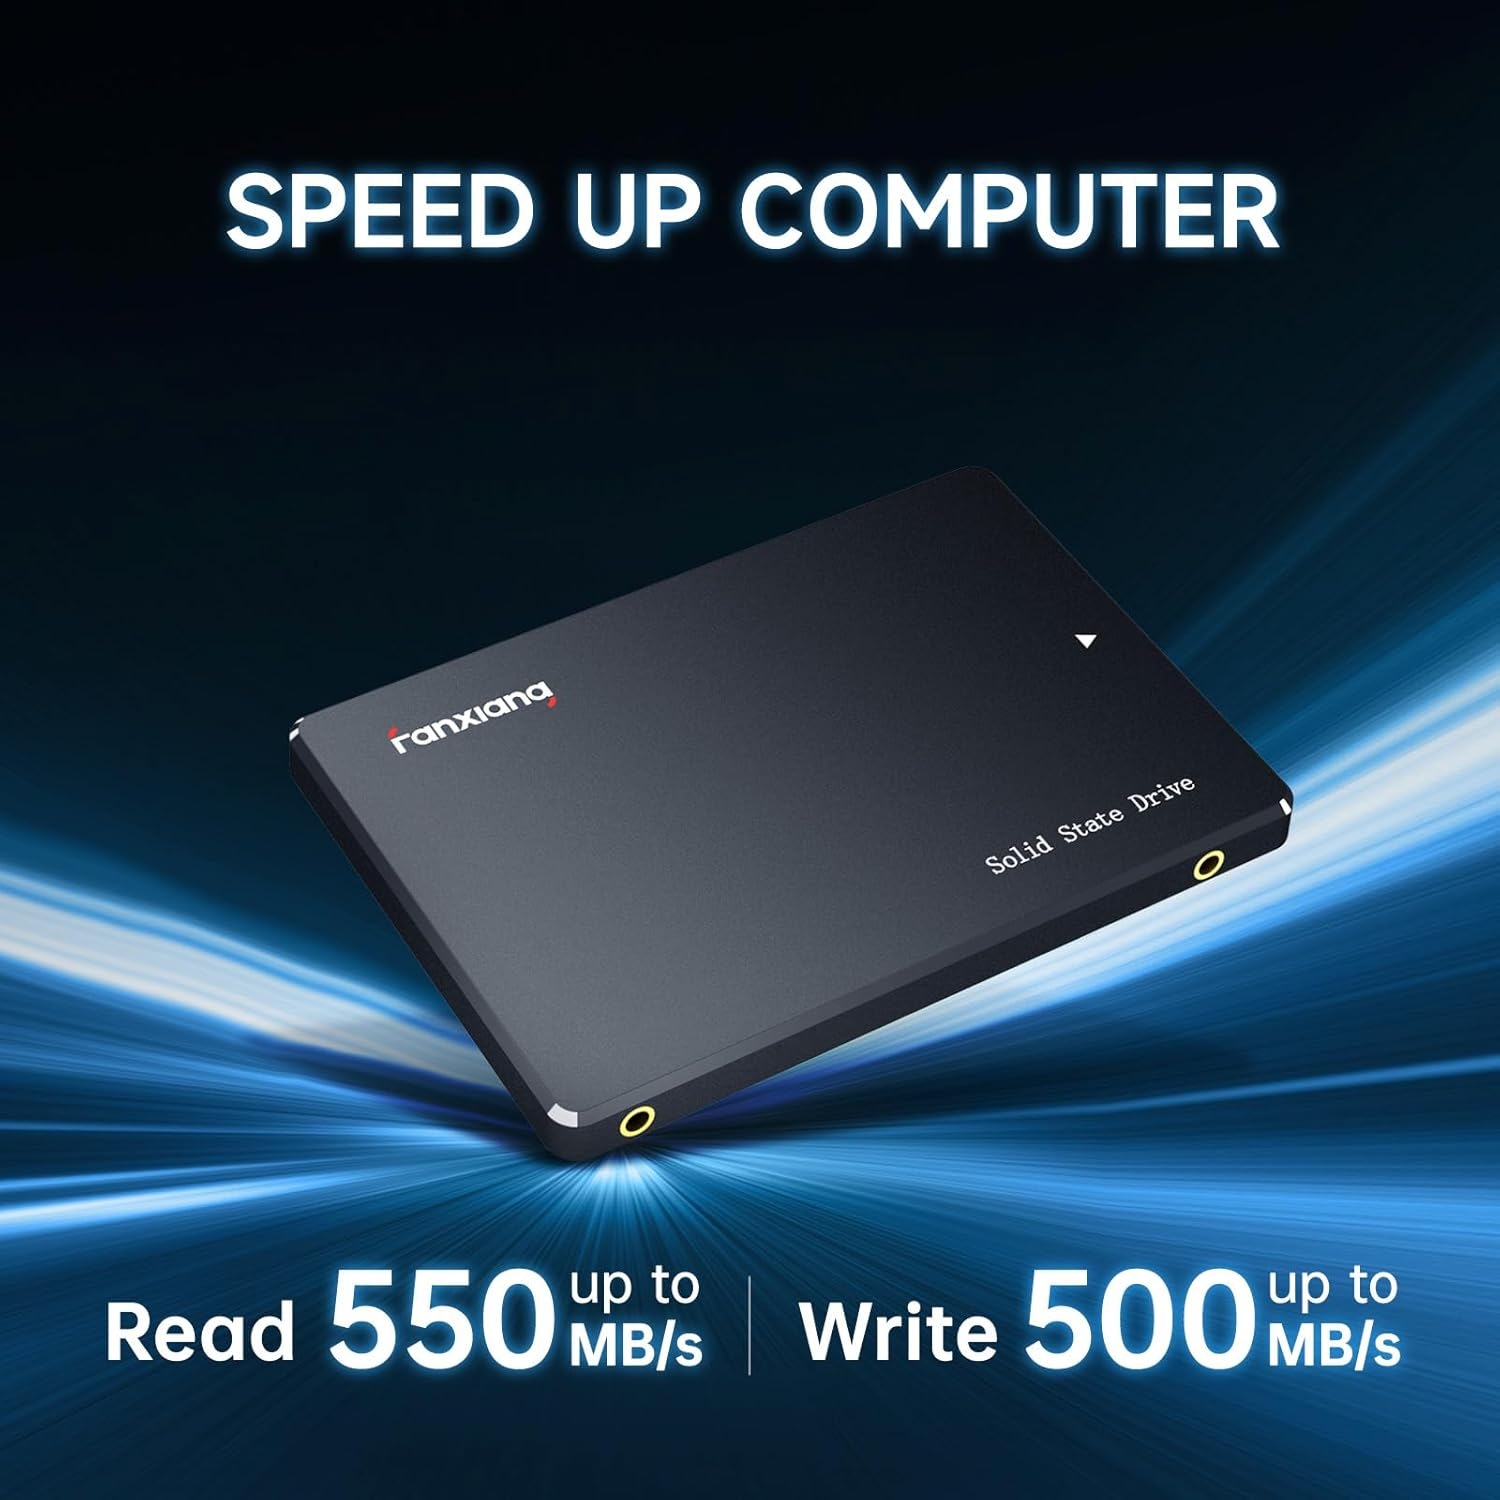 SPEED UP COMPUTER
fanxiang
Solid State Drive
Read 550 up to MB/s
Write 500 up to MB/s